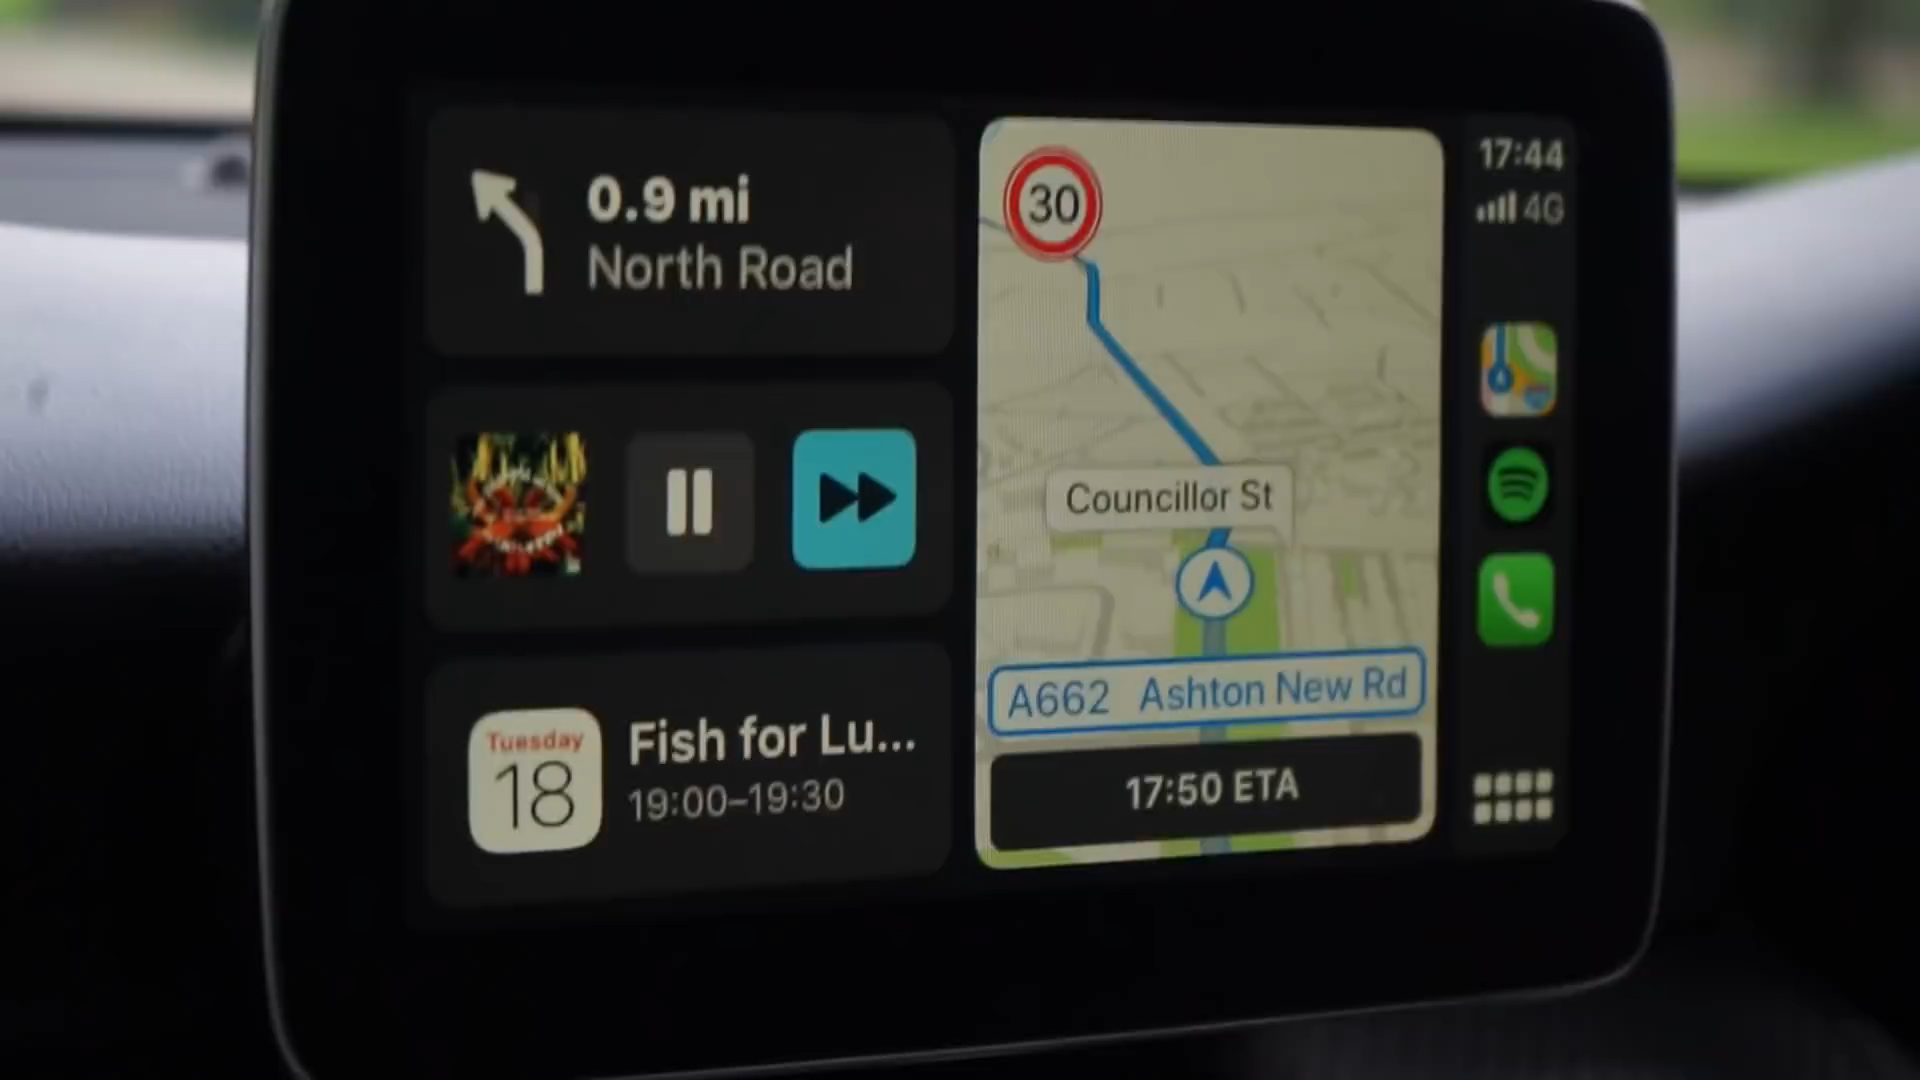 0.9 mi
North Road
Tuesday
18
Fish for Lu...
19:00–19:30
30
Councillor St
A662 Ashton New Rd
17:50 ETA
17:44
4G